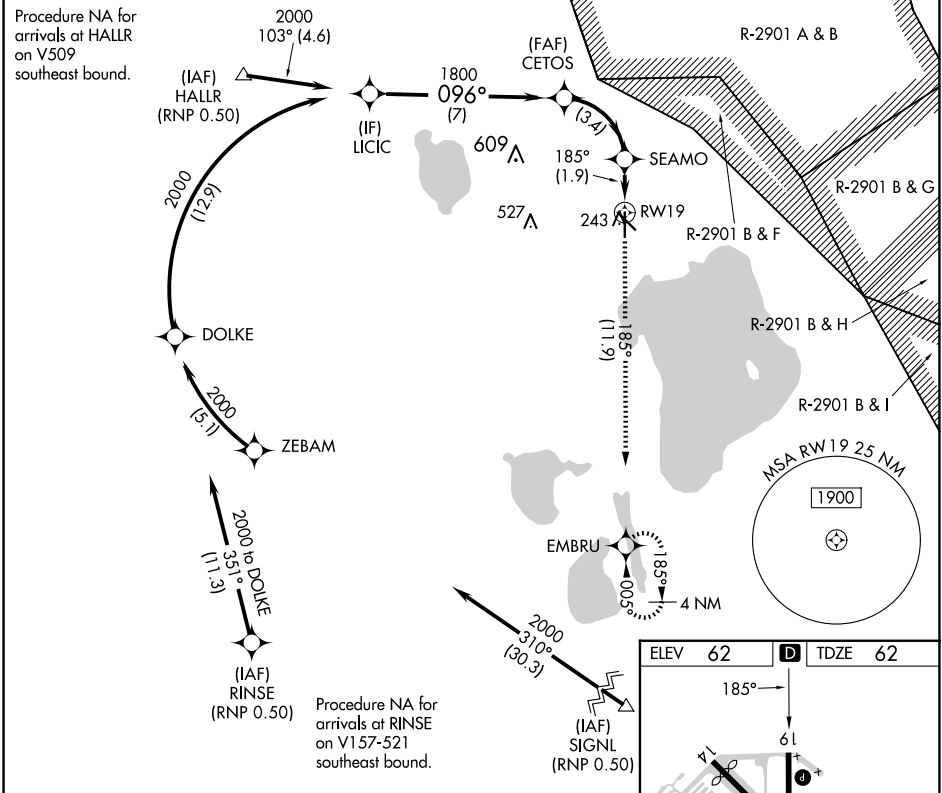 Procedure NA for
arrivals at HALLR
on V509
southeast bound.
2000
103° (4.6)
(IAF)
HALLR
(RNP 0.50)
(IF)
LICIC
1800
096°
(7)
(FAF)
CETOS
(3.4)
SEAMO
185°
(1.9)
609
527
243
RW19
R-2901 A & B
R-2901 B & G
R-2901 B & F
R-2901 B & H
R-2901 B & I
2000
(12.9)
DOLKE
2000
(5.1)
ZEBAM
185°
(11.9)
2000 to DOLKE
351°
(11.3)
(IAF)
RINSE
(RNP 0.50)
Procedure NA for
arrivals at RINSE
on V157-521
southeast bound.
EMBRU
185°
005°
4 NM
2000
310°
(30.3)
(IAF)
SIGNL
(RNP 0.50)
MSA RW19 25 NM
1900
ELEV 62
D
TDZE 62
185°
19
14
P